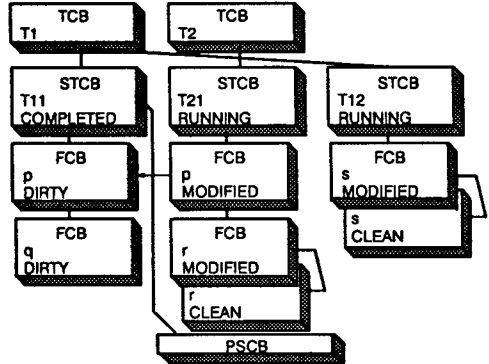 TCB
T1
TCB
T2
STCB
T11
COMPLETED
STCB
T21
RUNNING
STCB
T12
RUNNING
FCB
p
DIRTY
FCB
p
MODIFIED
FCB
s
MODIFIED
s
CLEAN
FCB
q
DIRTY
FCB
r
MODIFIED
r
CLEAN
PSCB